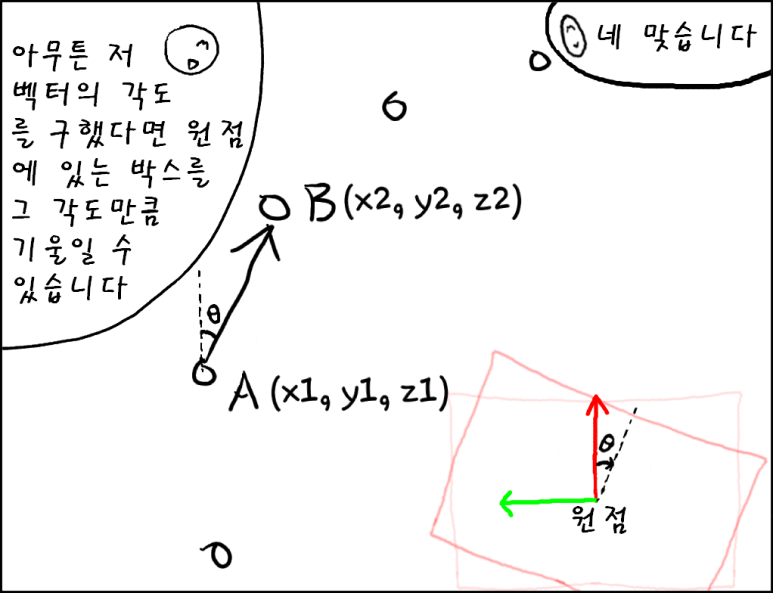 아무튼 저
벡터의 각도
를 구했다면 원점
에 있는 박스를
그 각도만큼
기울일 수
있습니다
네 맞습니다
B(x2, y2, z2)
θ
A(x1, y1, z1)
θ
원점